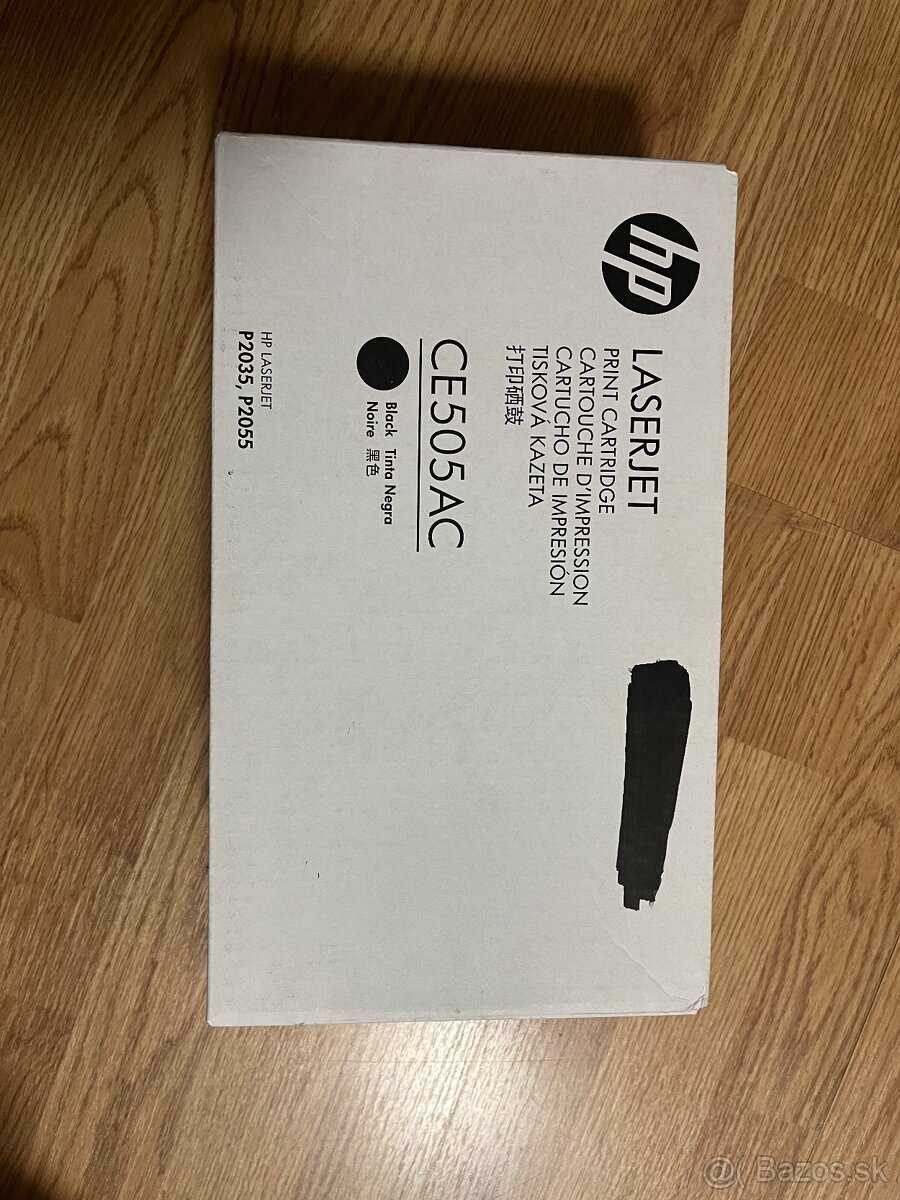 hp
LASERJET
PRINT CARTRIDGE
CARTOUCHE D'IMPRESSION
CARTUCHO DE IMPRESIÓN
TISKOVÁ KAZETA
打印硒鼓
CE505AC
Black Tinta Negra
Noire 黑色
HP LASERJET
P2035, P2055
@( Bazos.sk